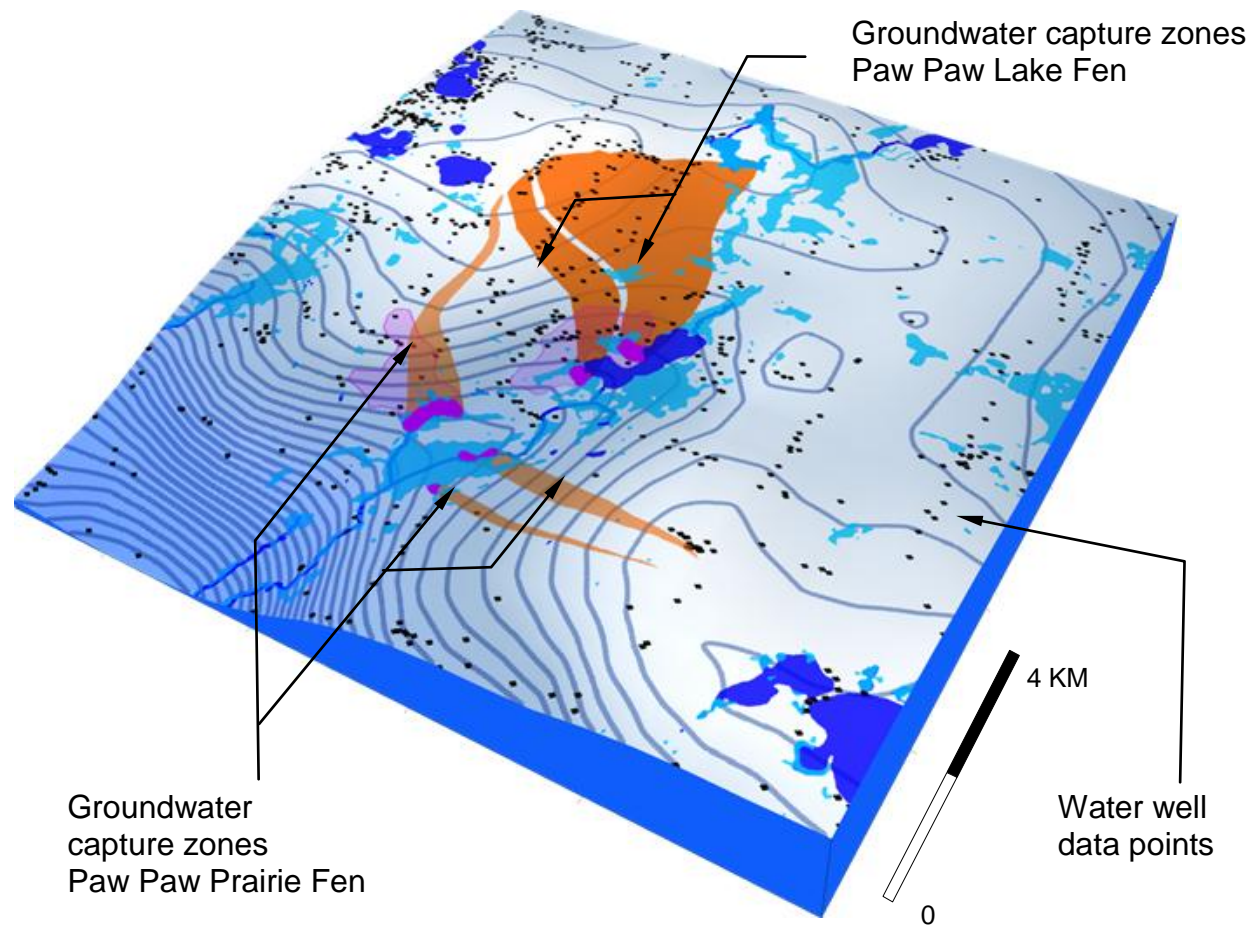 Groundwater capture zones
Paw Paw Lake Fen
4 KM
0
Groundwater
capture zones
Paw Paw Prairie Fen
Water well
data points